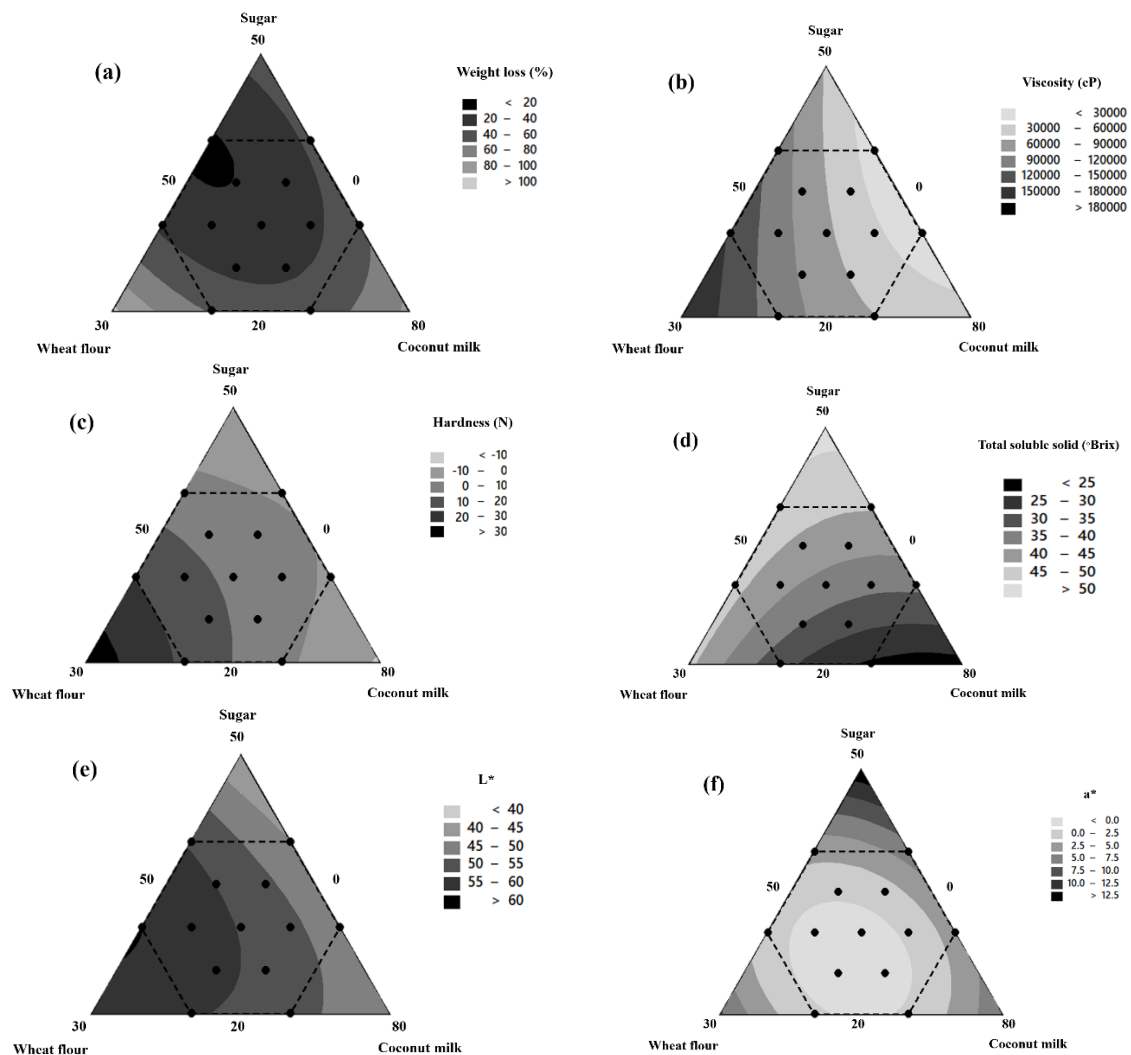 Sugar
50
(a)
Weight loss (%)
< 20
20 – 40
40 – 60
60 – 80
80 – 100
> 100
50
0
30
20
80
Wheat flour
Coconut milk
Sugar
50
(b)
Viscosity (cP)
< 30000
30000 – 60000
60000 – 90000
90000 – 120000
120000 – 150000
150000 – 180000
> 180000
50
0
30
20
80
Wheat flour
Coconut milk
Sugar
50
(c)
Hardness (N)
< -10
-10 – 0
0 – 10
10 – 20
20 – 30
> 30
50
0
30
20
80
Wheat flour
Coconut milk
Sugar
50
(d)
Total soluble solid (°Brix)
< 25
25 – 30
30 – 35
35 – 40
40 – 45
45 – 50
> 50
50
0
30
20
80
Wheat flour
Coconut milk
Sugar
50
(e)
L*
< 40
40 – 45
45 – 50
50 – 55
55 – 60
> 60
50
0
30
20
80
Wheat flour
Coconut milk
Sugar
50
(f)
a*
< 0.0
0.0 – 2.5
2.5 – 5.0
5.0 – 7.5
7.5 – 10.0
10.0 – 12.5
> 12.5
50
0
30
20
80
Wheat flour
Coconut milk